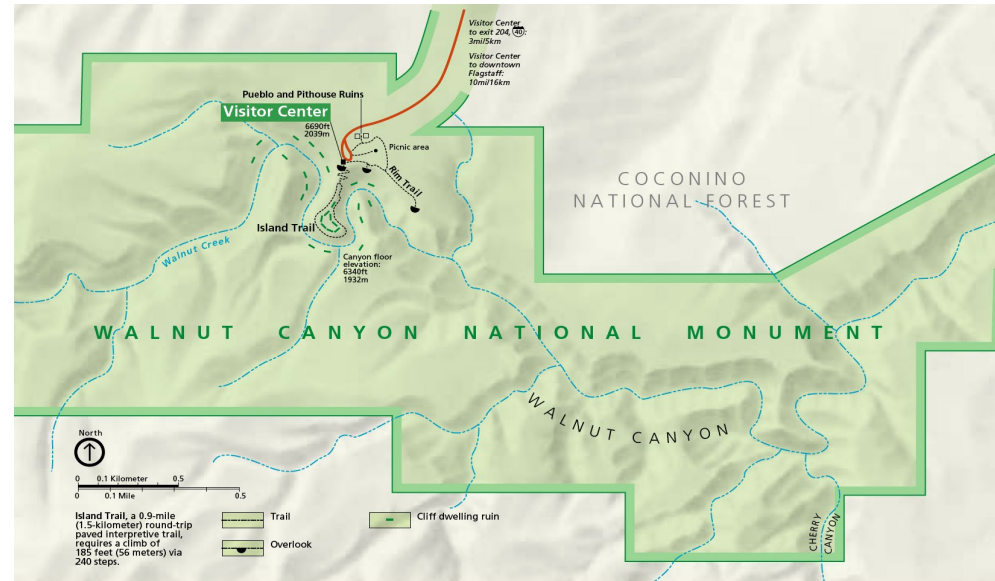 Visitor Center
to exit 204, 40:
3mi/5km
Visitor Center
to downtown
Flagstaff:
10mi/16km
Pueblo and Pithouse Ruins
Visitor Center
6690ft
2039m
Picnic area
Rim Trail
COCONINO
NATIONAL FOREST
Island Trail
Walnut Creek
Canyon floor
elevation:
6340ft
1932m
WALNUT CANYON NATIONAL MONUMENT
WALNUT CANYON
North
0 0.1 Kilometer 0.5
0 0.1 Mile 0.5
Island Trail, a 0.9-mile
(1.5-kilometer) round-trip
paved interpretive trail,
requires a climb of
185 feet (56 meters) via
240 steps.
Trail
Overlook
Cliff dwelling ruin
CHERRY
CANYON